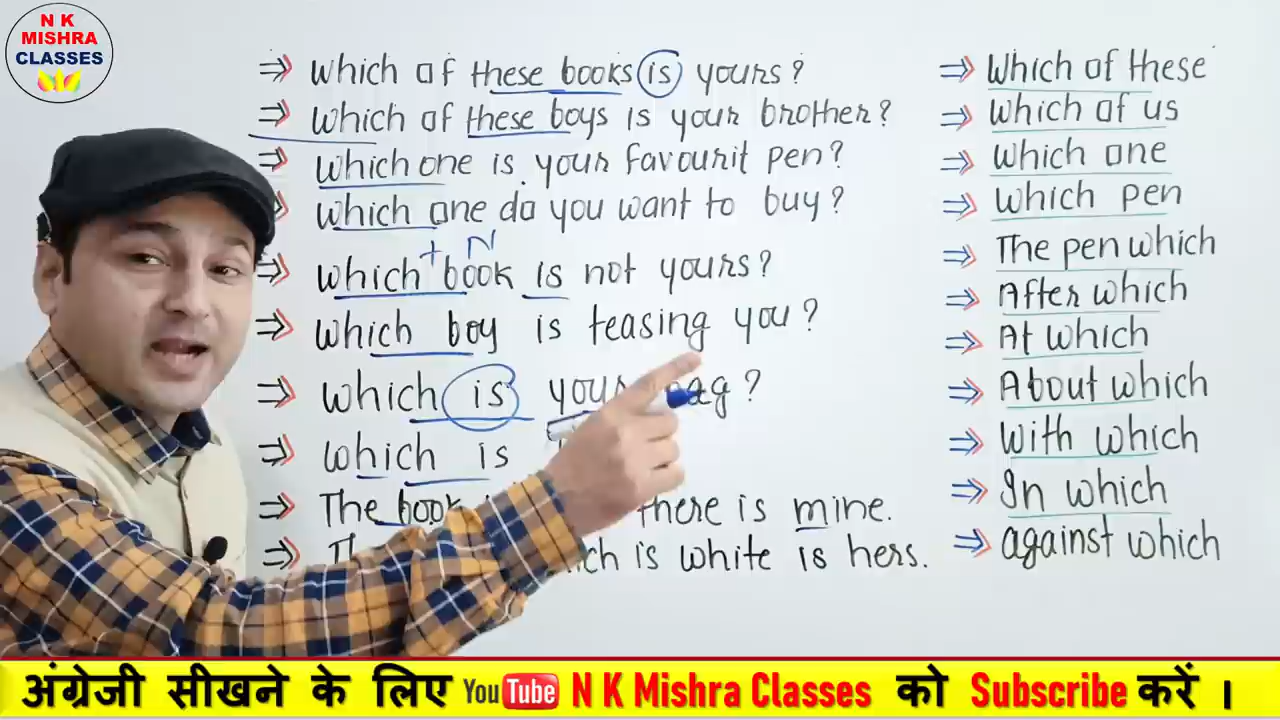 N K
MISHRA
CLASSES
⇒ Which of these books is yours?
⇒ Which of these boys is your brother?
⇒ Which one is your favourit pen?
⇒ Which one do you want to buy?
+ N
⇒ which book is not yours?
⇒ which boy is teasing you?
⇒ which is your bag?
⇒ which is
⇒ The book there is mine.
⇒ is white is hers.
⇒ Which of these
⇒ Which of us
⇒ Which one
⇒ Which pen
The pen which
⇒ After which
⇒ At which
⇒ About which
⇒ With which
⇒ In which
⇒ against which
अंग्रेजी सीखने के लिए YouTube N K Mishra Classes को Subscribe करें ।